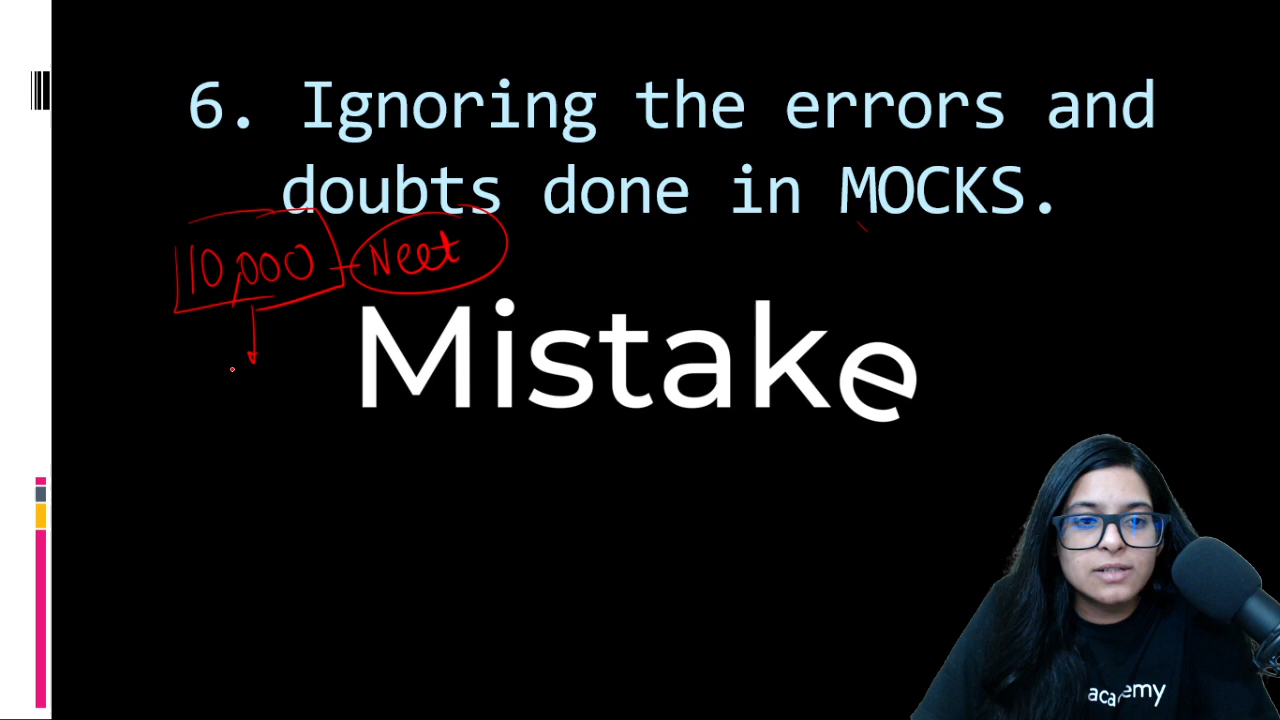 6. Ignoring the errors and
doubts done in MOCKS.
10,000 - Neet
Mistake
academy